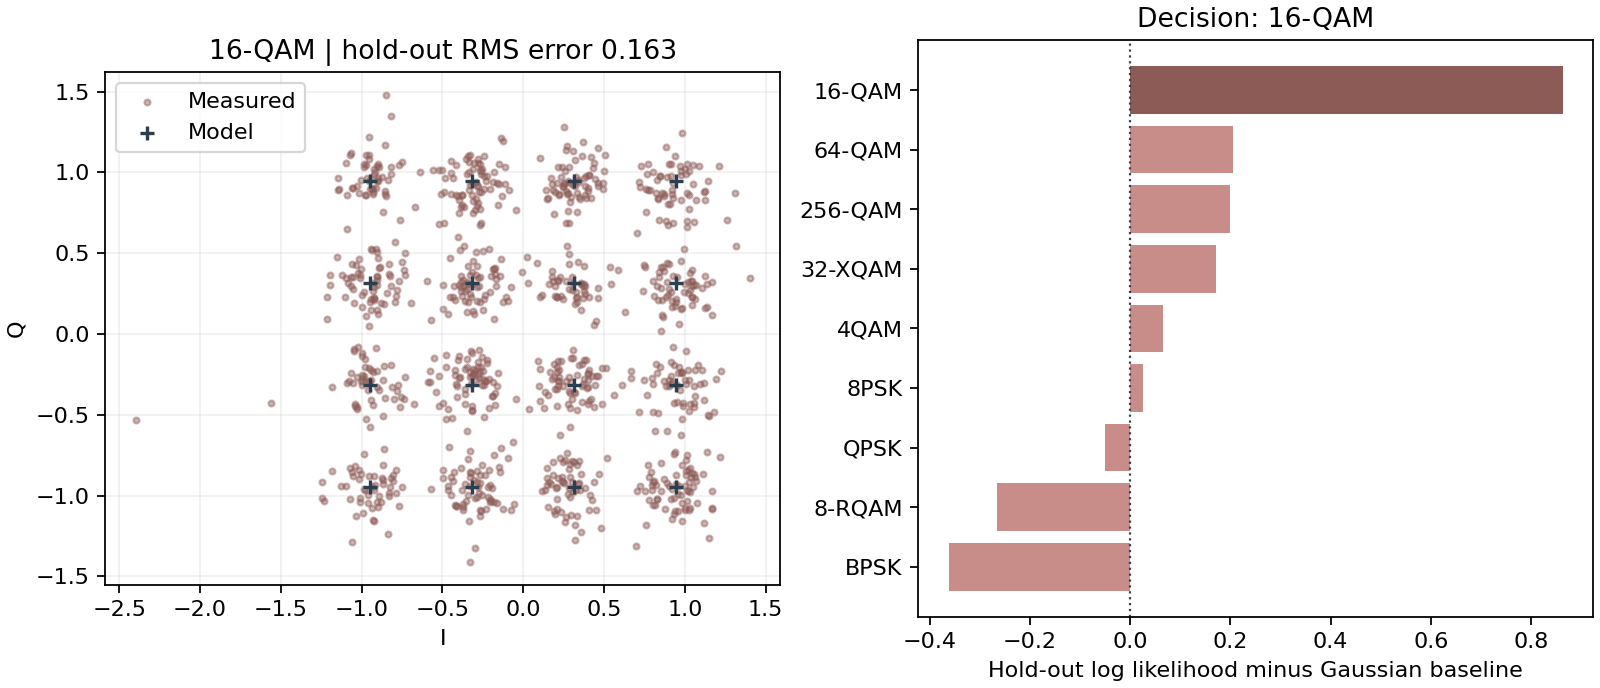 16-QAM | hold-out RMS error 0.163
Measured
Model
1.5
1.0
0.5
0.0
−0.5
−1.0
−1.5
Q
−2.5 −2.0 −1.5 −1.0 −0.5 0.0 0.5 1.0 1.5
I
Decision: 16-QAM
16-QAM
64-QAM
256-QAM
32-XQAM
4QAM
8PSK
QPSK
8-RQAM
BPSK
−0.4 −0.2 0.0 0.2 0.4 0.6 0.8
Hold-out log likelihood minus Gaussian baseline